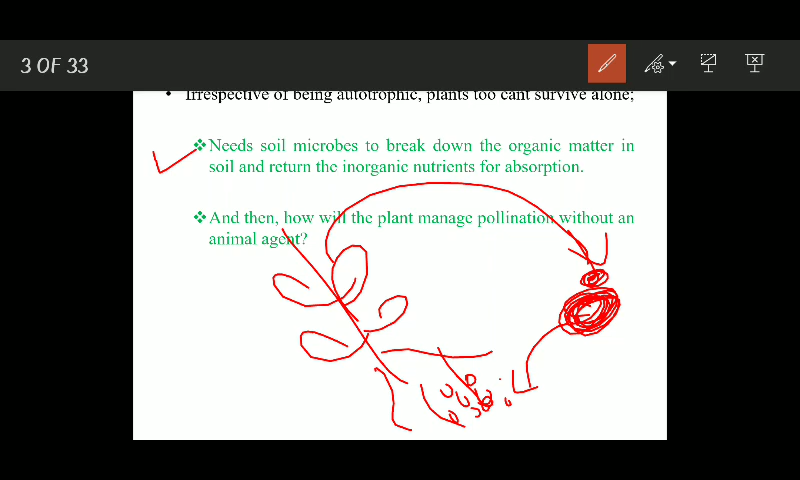 3 OF 33
• Irrespective of being autotrophic, plants too cant survive alone;
❖Needs soil microbes to break down the organic matter in
soil and return the inorganic nutrients for absorption.
❖And then, how will the plant manage pollination without an
animal agent?